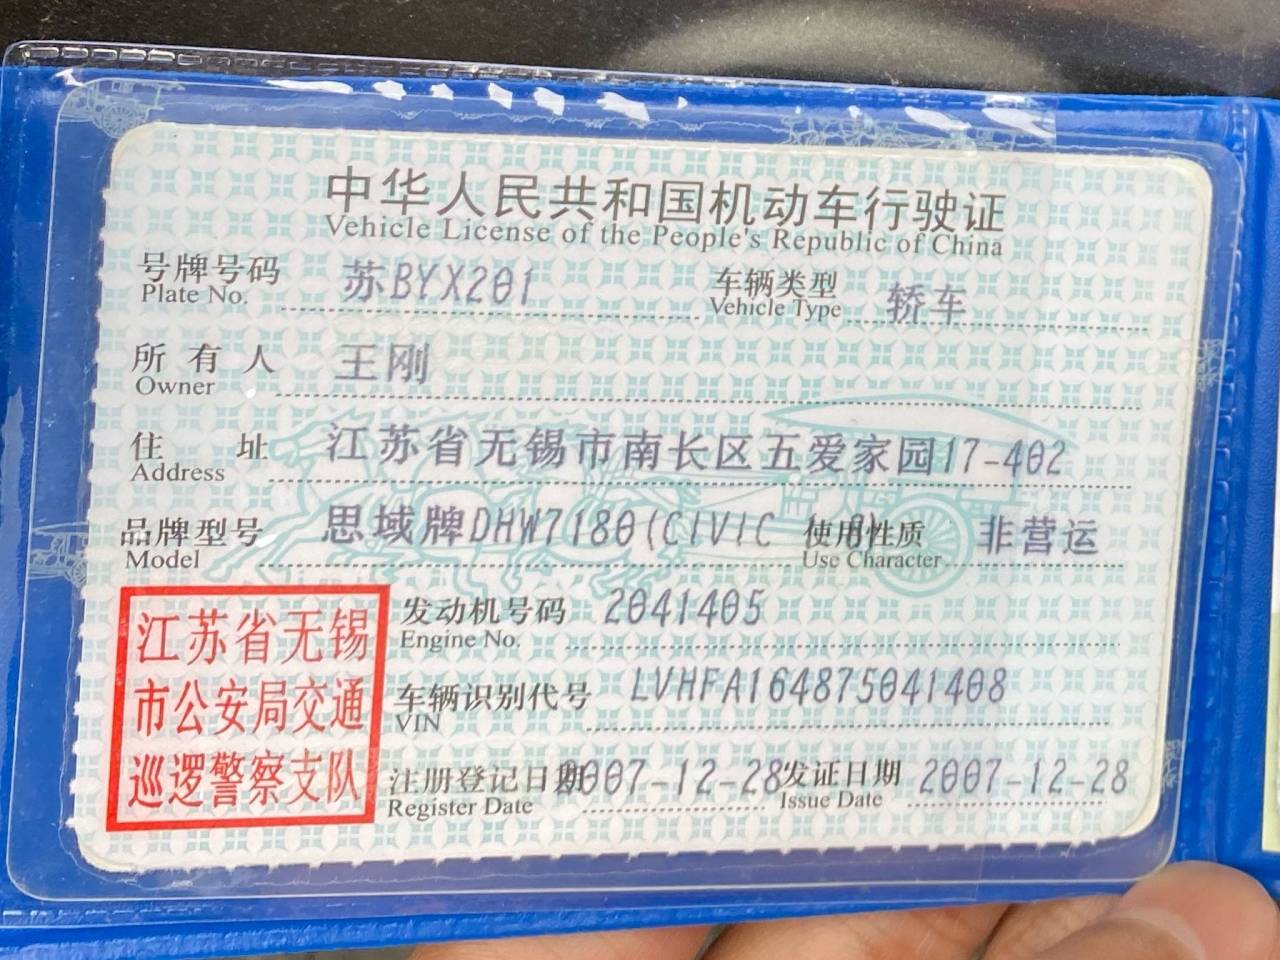 中华人民共和国机动车行驶证
Vehicle License of the People's Republic of China
号牌号码 苏BYX201 车辆类型 轿车
Plate No. Vehicle Type
所有人 王刚
Owner
住址 江苏省无锡市南长区五爱家园17-402
Address
品牌型号 思域牌DHW7180(CIVIC 使用性质 非营运
Model Use Character
江苏省无锡
市公安局交通
巡逻警察支队
发动机号码 2041405
Engine No.
车辆识别代号 LVHFA164875041408
VIN
注册登记日期 2007-12-28 发证日期 2007-12-28
Register Date Issue Date